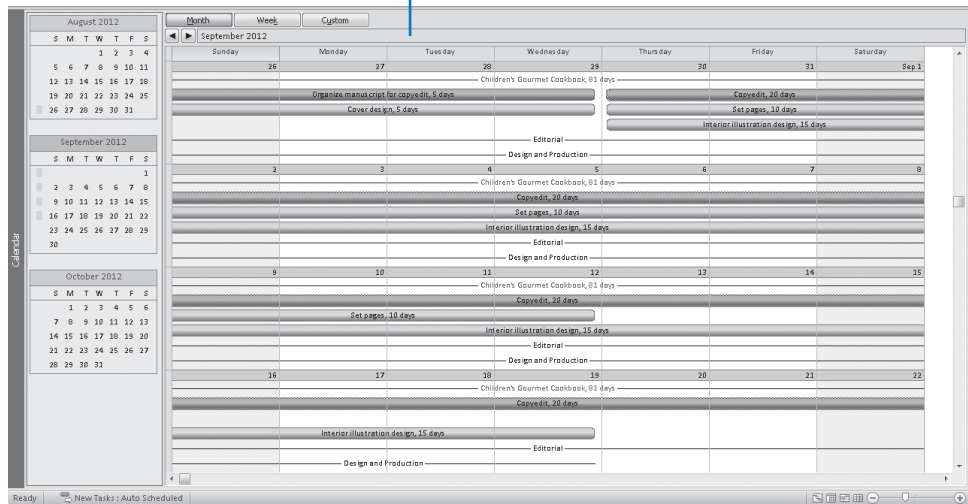 Calendar
August 2012
S M T W T F S
1 2 3 4
5 6 7 8 9 10 11
12 13 14 15 16 17 18
19 20 21 22 23 24 25
26 27 28 29 30 31
September 2012
S M T W T F S
1
2 3 4 5 6 7 8
9 10 11 12 13 14 15
16 17 18 19 20 21 22
23 24 25 26 27 28 29
30
October 2012
S M T W T F S
1 2 3 4 5 6
7 8 9 10 11 12 13
14 15 16 17 18 19 20
21 22 23 24 25 26 27
28 29 30 31
Month Week Custom
September 2012
Sunday Monday Tuesday Wednesday Thursday Friday Saturday
26 27 28 29 30 31 Sep 1
Children's Gourmet Cookbook, 81 days
Organize manuscript for copyedit, 5 days Copyedit, 20 days
Cover design, 5 days Set pages, 10 days
Interior illustration design, 15 days
Editorial
Design and Production
2 3 4 5 6 7 8
Children's Gourmet Cookbook, 81 days
Copyedit, 20 days
Set pages, 10 days
Interior illustration design, 15 days
Editorial
Design and Production
9 10 11 12 13 14 15
Children's Gourmet Cookbook, 81 days
Copyedit, 20 days
Set pages, 10 days
Interior illustration design, 15 days
Editorial
Design and Production
16 17 18 19 20 21 22
Children's Gourmet Cookbook, 81 days
Copyedit, 20 days
Interior illustration design, 15 days
Editorial
Design and Production
Ready New Tasks : Auto Scheduled